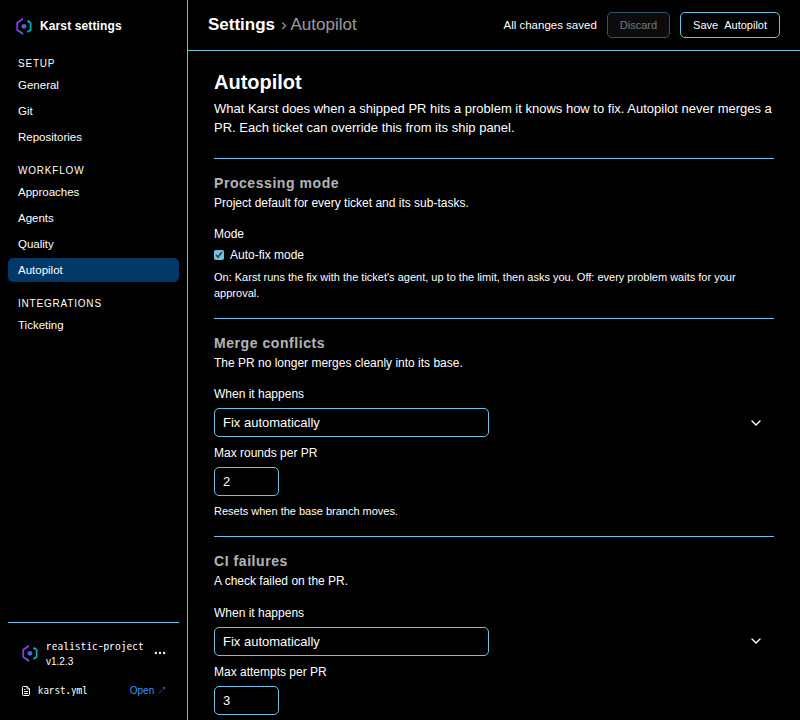 Karst settings
SETUP
General
Git
Repositories
WORKFLOW
Approaches
Agents
Quality
Autopilot
INTEGRATIONS
Ticketing
realistic-project
v1.2.3
karst.yml
Open ↗
Settings › Autopilot
All changes saved
Discard
Save Autopilot
Autopilot
What Karst does when a shipped PR hits a problem it knows how to fix. Autopilot never merges a
PR. Each ticket can override this from its ship panel.
Processing mode
Project default for every ticket and its sub-tasks.
Mode
Auto-fix mode
On: Karst runs the fix with the ticket's agent, up to the limit, then asks you. Off: every problem waits for your
approval.
Merge conflicts
The PR no longer merges cleanly into its base.
When it happens
Fix automatically
Max rounds per PR
2
Resets when the base branch moves.
CI failures
A check failed on the PR.
When it happens
Fix automatically
Max attempts per PR
3